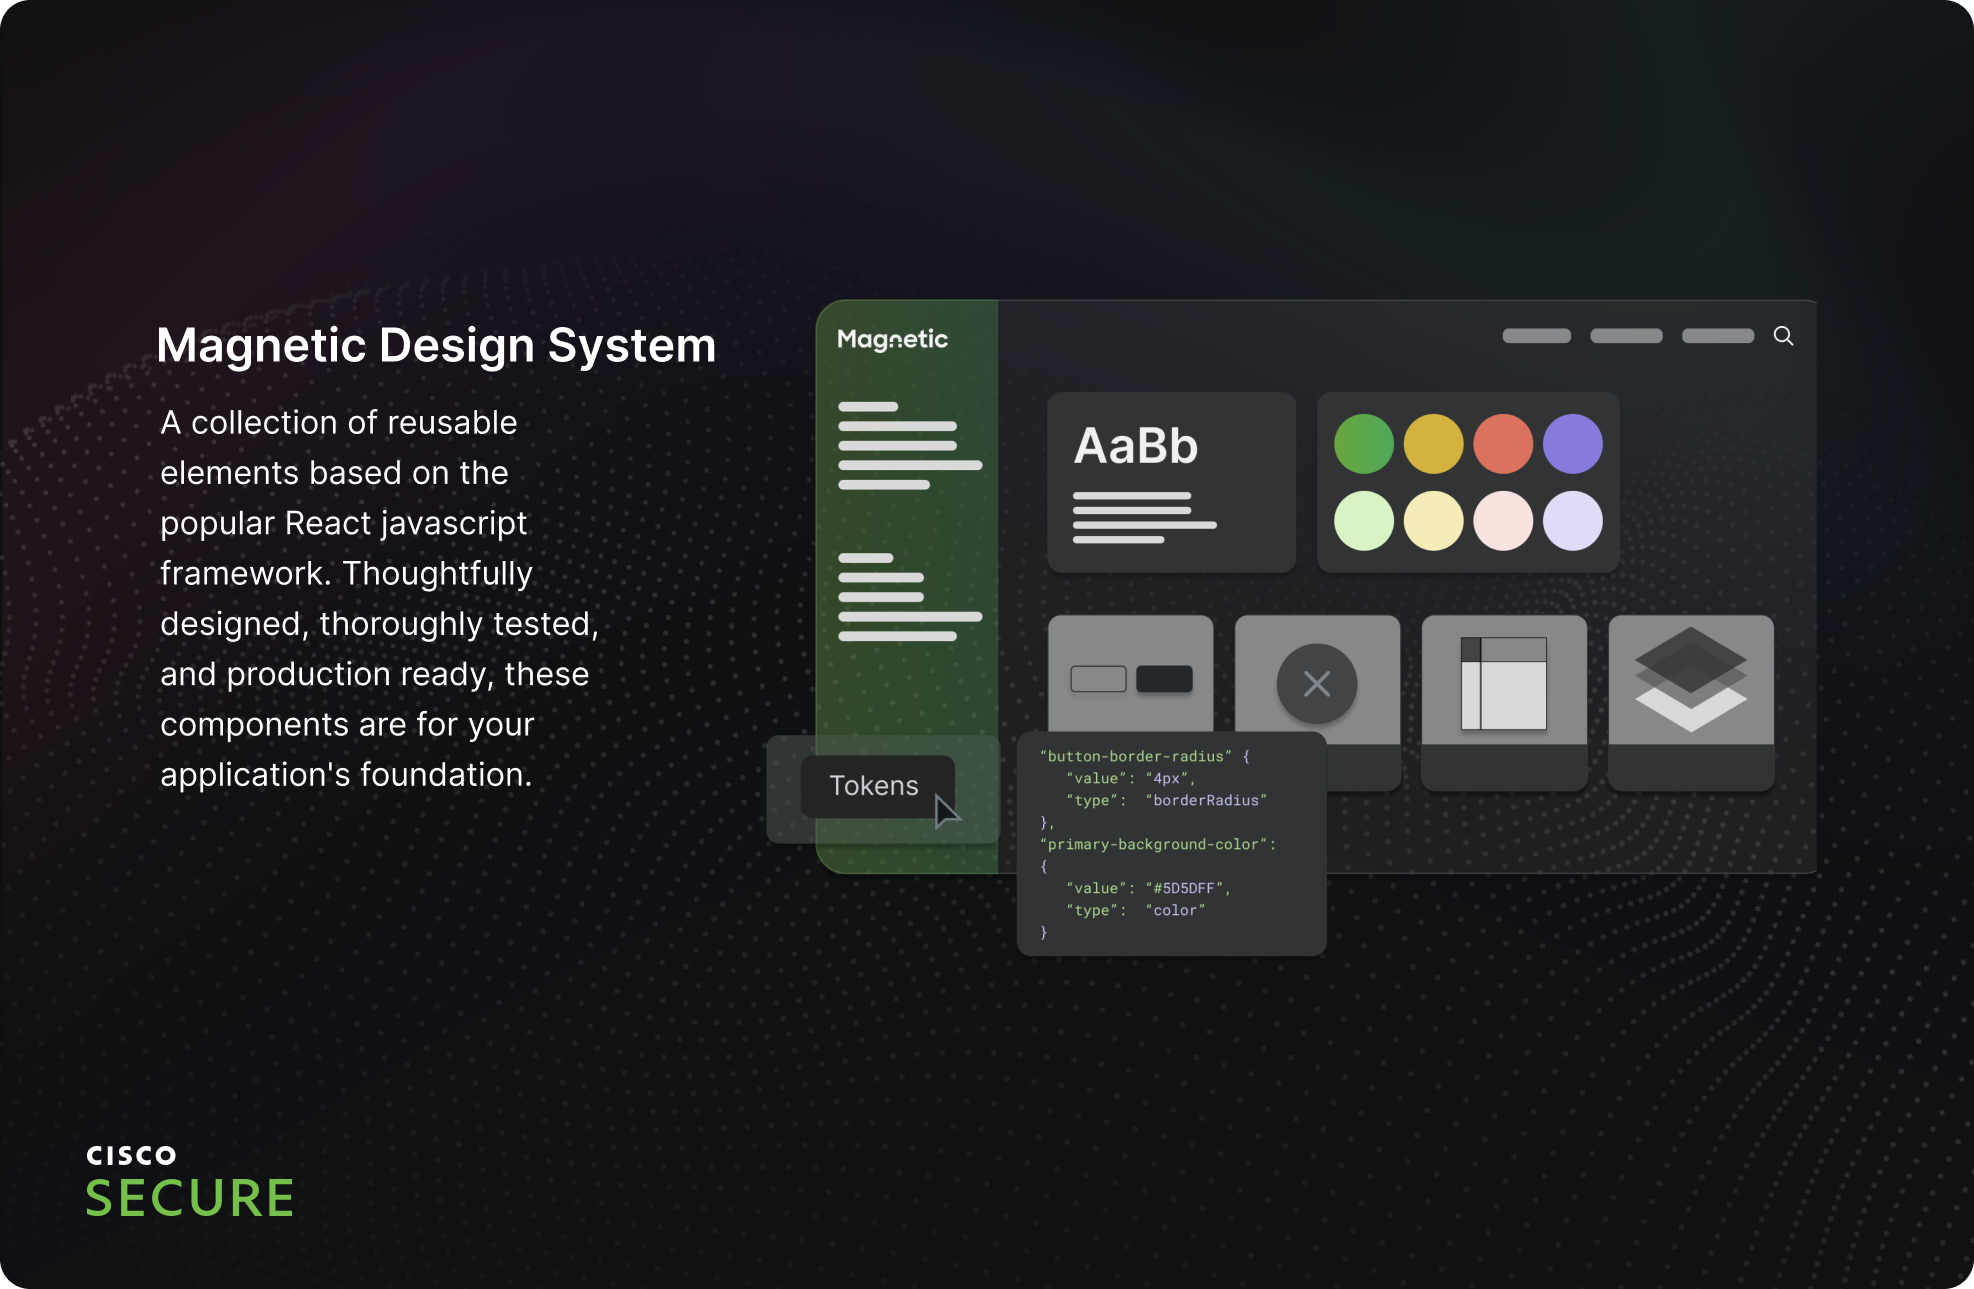 Magnetic Design System
A collection of reusable
elements based on the
popular React javascript
framework. Thoughtfully
designed, thoroughly tested,
and production ready, these
components are for your
application's foundation.
Magnetic
AaBb
Tokens
“button-border-radius” {
“value”: “4px”,
“type”: “borderRadius”
},
“primary-background-color”:
{
“value”: “#5D5DFF”,
“type”: “color”
}
CISCO
SECURE